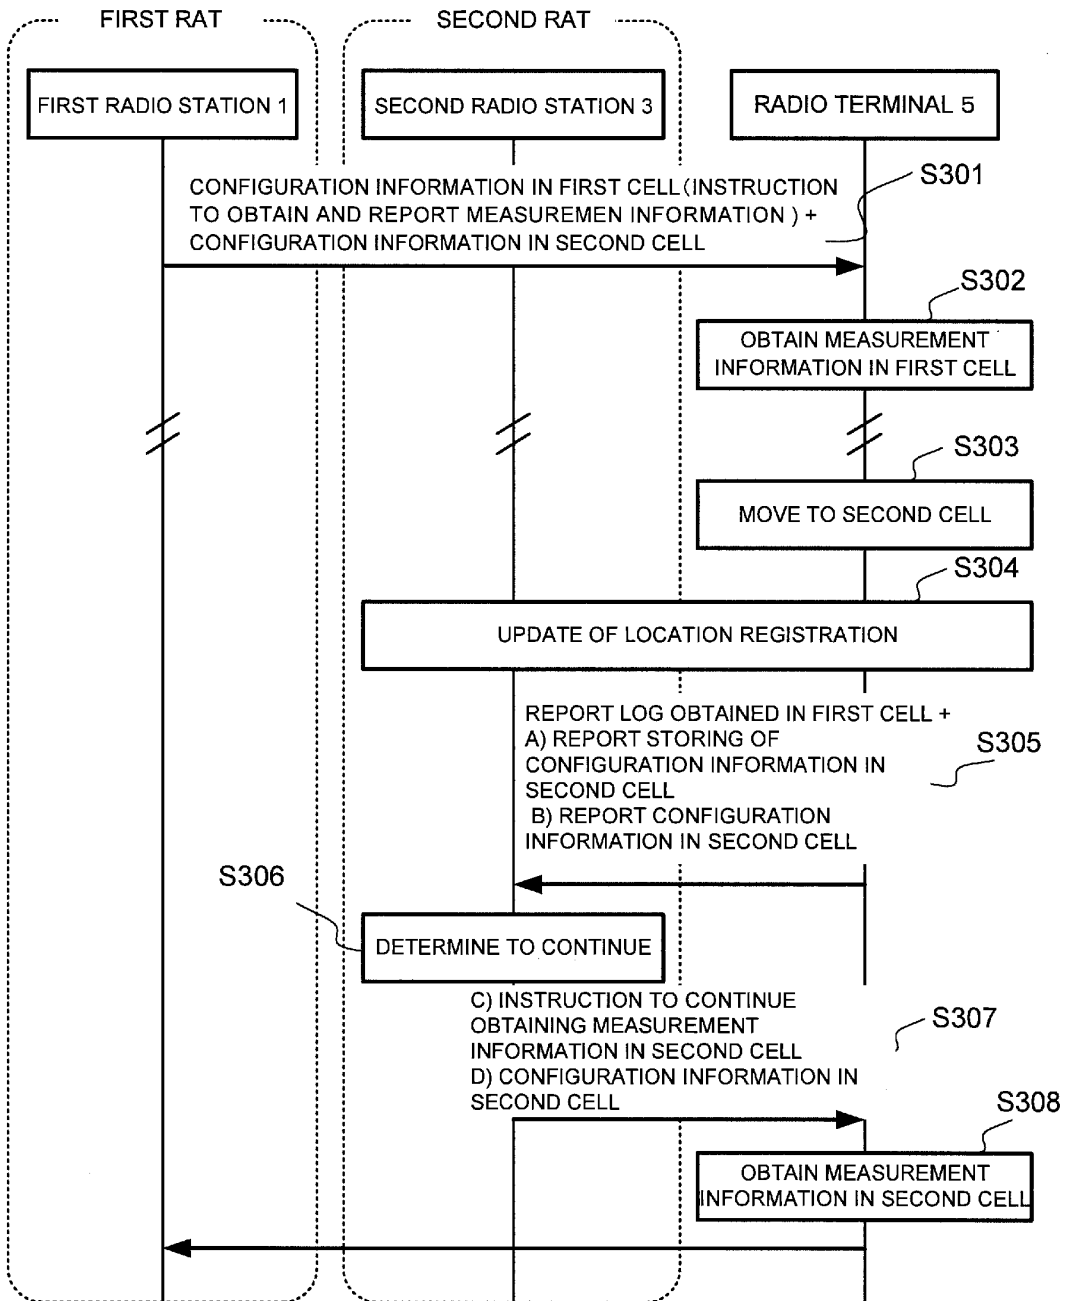 FIRST RAT
SECOND RAT
FIRST RADIO STATION 1
SECOND RADIO STATION 3
RADIO TERMINAL 5
S301
CONFIGURATION INFORMATION IN FIRST CELL (INSTRUCTION
TO OBTAIN AND REPORT MEASUREMEN INFORMATION ) +
CONFIGURATION INFORMATION IN SECOND CELL
S302
OBTAIN MEASUREMENT
INFORMATION IN FIRST CELL
S303
MOVE TO SECOND CELL
S304
UPDATE OF LOCATION REGISTRATION
REPORT LOG OBTAINED IN FIRST CELL +
A) REPORT STORING OF
CONFIGURATION INFORMATION IN
SECOND CELL
B) REPORT CONFIGURATION
INFORMATION IN SECOND CELL
S305
S306
DETERMINE TO CONTINUE
C) INSTRUCTION TO CONTINUE
OBTAINING MEASUREMENT
INFORMATION IN SECOND CELL
D) CONFIGURATION INFORMATION IN
SECOND CELL
S307
S308
OBTAIN MEASUREMENT
INFORMATION IN SECOND CELL